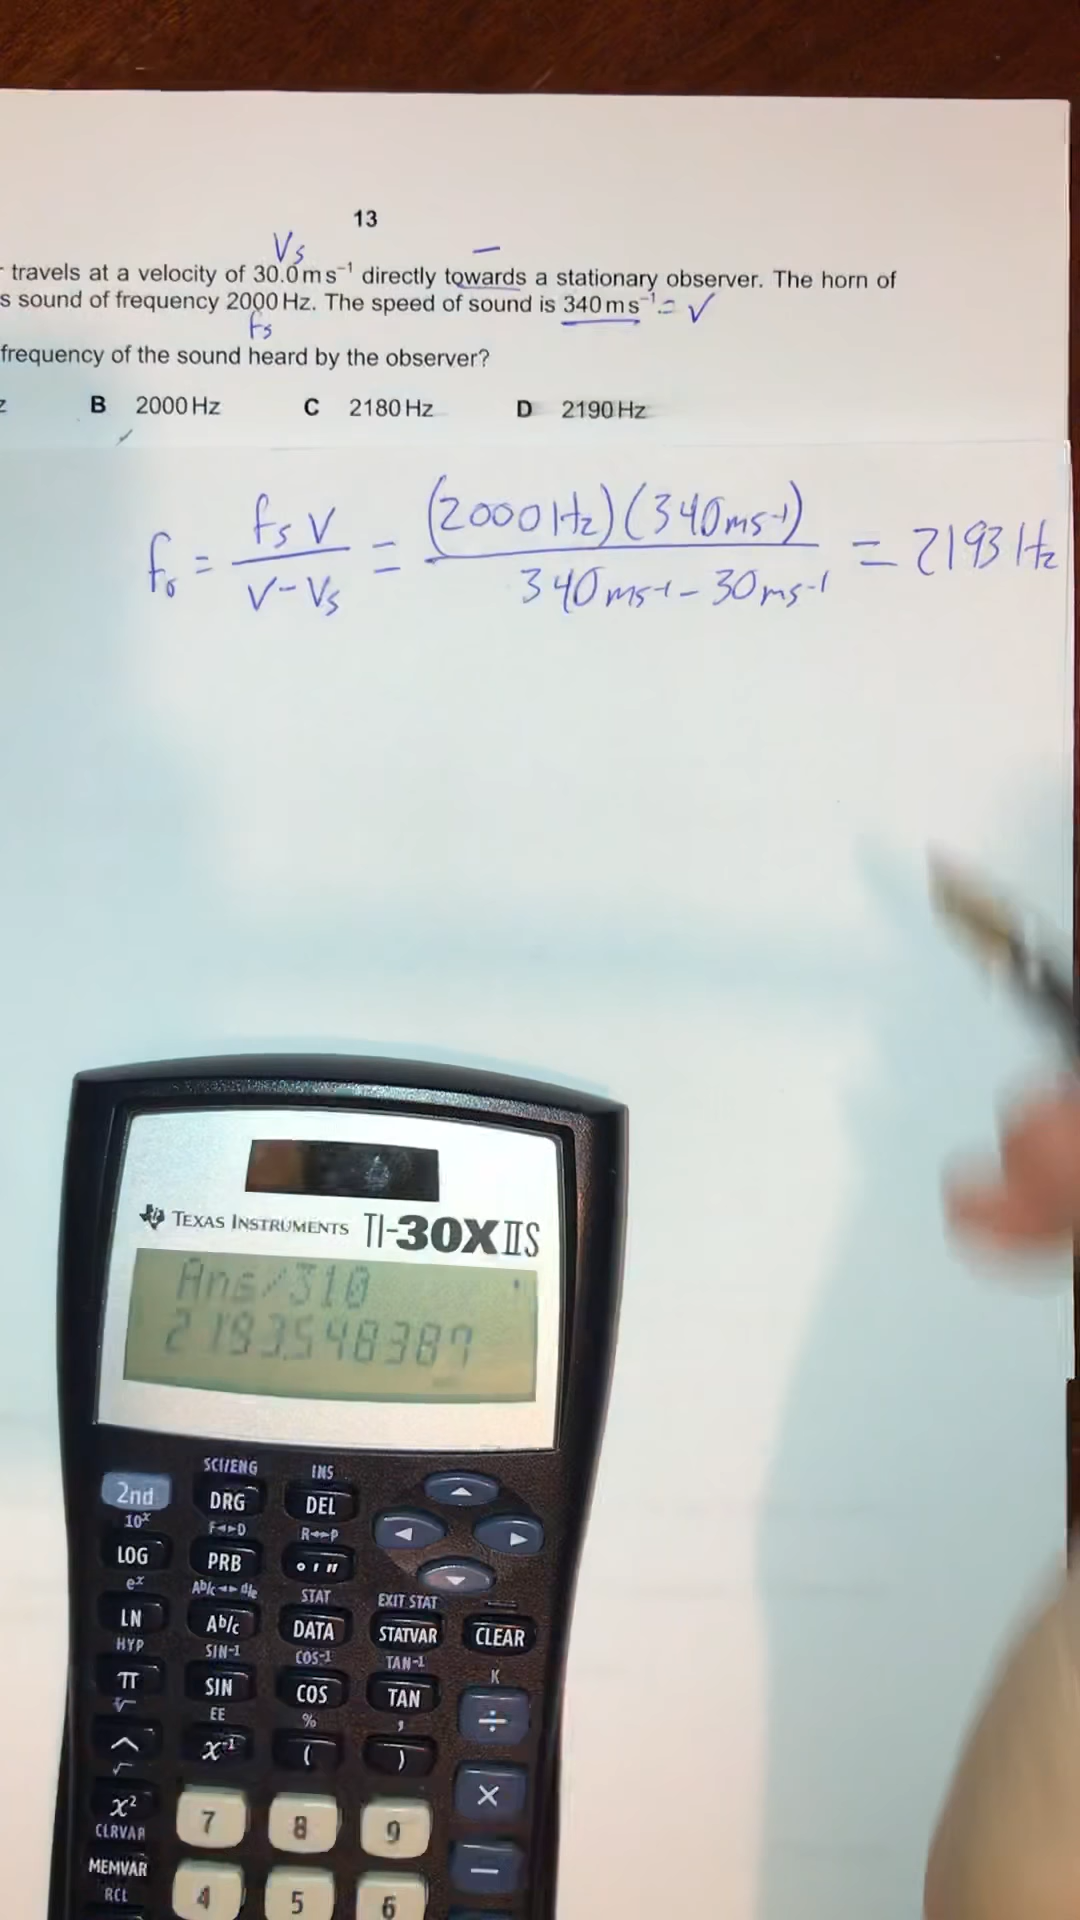 13
Vs
travels at a velocity of 30.0 m s⁻¹ directly towards a stationary observer. The horn of
s sound of frequency 2000 Hz. The speed of sound is 340 m s⁻¹. = V
fs
frequency of the sound heard by the observer?
z B 2000 Hz C 2180 Hz D 2190 Hz
f₀ = fs V / V - Vs = (2000 Hz)(340 ms⁻¹) / 340 ms⁻¹ - 30 ms⁻¹ = 2193 Hz
TEXAS INSTRUMENTS TI-30X IIS
Ans/310
2193.548387
SCI/ENG INS
2nd DRG DEL
10ˣ F◄►D R◄►P
LOG PRB ° ′ ″
eˣ Ab/c◄►d/e STAT EXIT STAT
LN Ab/c DATA STATVAR CLEAR
HYP SIN-1 COS-1 TAN-1 K
π SIN COS TAN ÷
√ EE % ,
^ x⁻¹ ( ) ×
√
x² 7 8 9
CLRVAR
MEMVAR 4 5 6 −
RCL